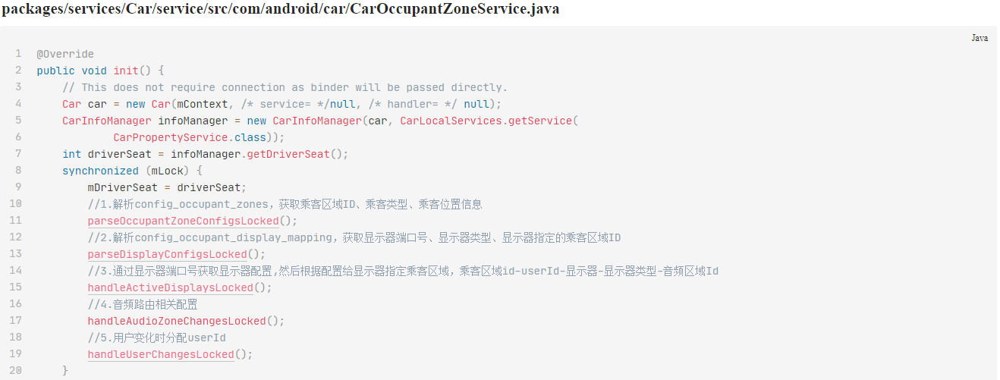 packages/services/Car/service/src/com/android/car/CarOccupantZoneService.java
Java
1 @Override
2 public void init() {
3 // This does not require connection as binder will be passed directly.
4 Car car = new Car(mContext, /* service= */null, /* handler= */ null);
5 CarInfoManager infoManager = new CarInfoManager(car, CarLocalServices.getService(
6 CarPropertyService.class));
7 int driverSeat = infoManager.getDriverSeat();
8 synchronized (mLock) {
9 mDriverSeat = driverSeat;
10 //1.解析config_occupant_zones，获取乘客区域ID、乘客类型、乘客位置信息
11 parseOccupantZoneConfigsLocked();
12 //2.解析config_occupant_display_mapping，获取显示器端口号、显示器类型、显示器指定的乘客区域ID
13 parseDisplayConfigsLocked();
14 //3.通过显示器端口号获取显示器配置,然后根据配置给显示器指定乘客区域，乘客区域id-userId-显示器-显示器类型-音频区域Id
15 handleActiveDisplaysLocked();
16 //4.音频路由相关配置
17 handleAudioZoneChangesLocked();
18 //5.用户变化时分配userId
19 handleUserChangesLocked();
20 }